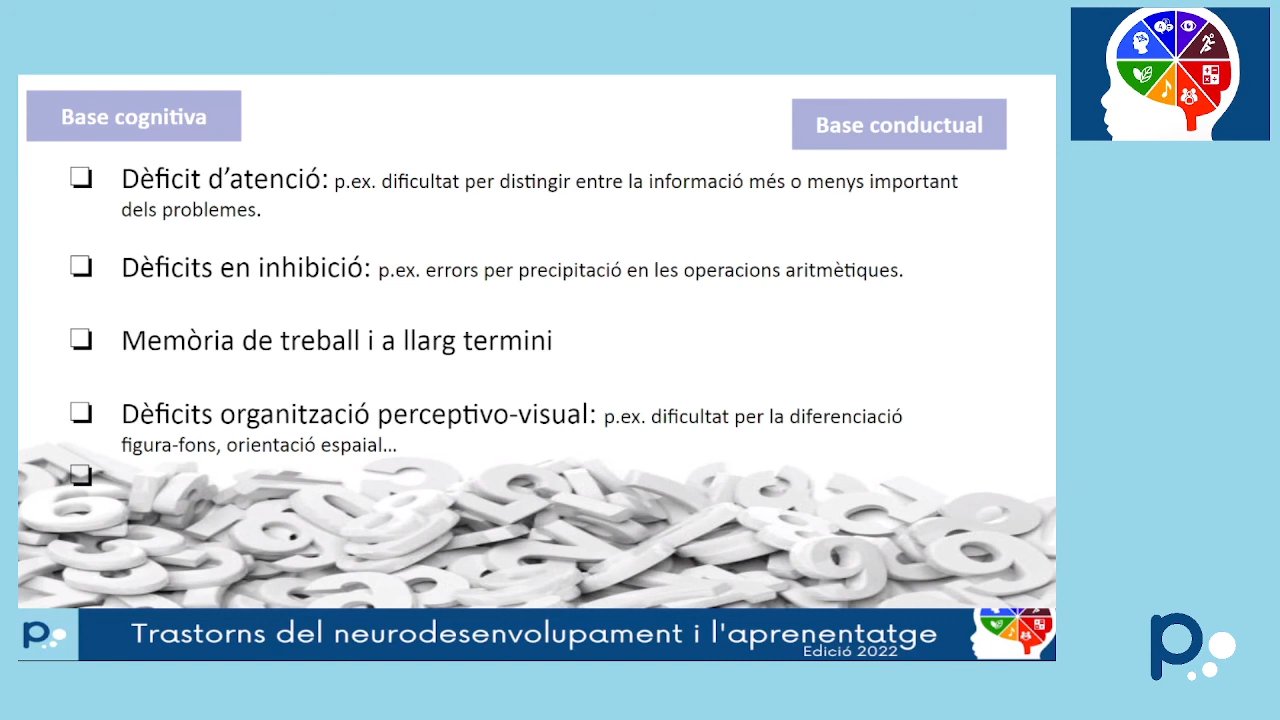 Base cognitiva
Base conductual
Dèficit d’atenció: p.ex. dificultat per distingir entre la informació més o menys important
dels problemes.
Dèficits en inhibició: p.ex. errors per precipitació en les operacions aritmètiques.
Memòria de treball i a llarg termini
Dèficits organització perceptivo-visual: p.ex. dificultat per la diferenciació
figura-fons, orientació espaial...
Trastorns del neurodesenvolupament i l'aprenentatge
Edició 2022